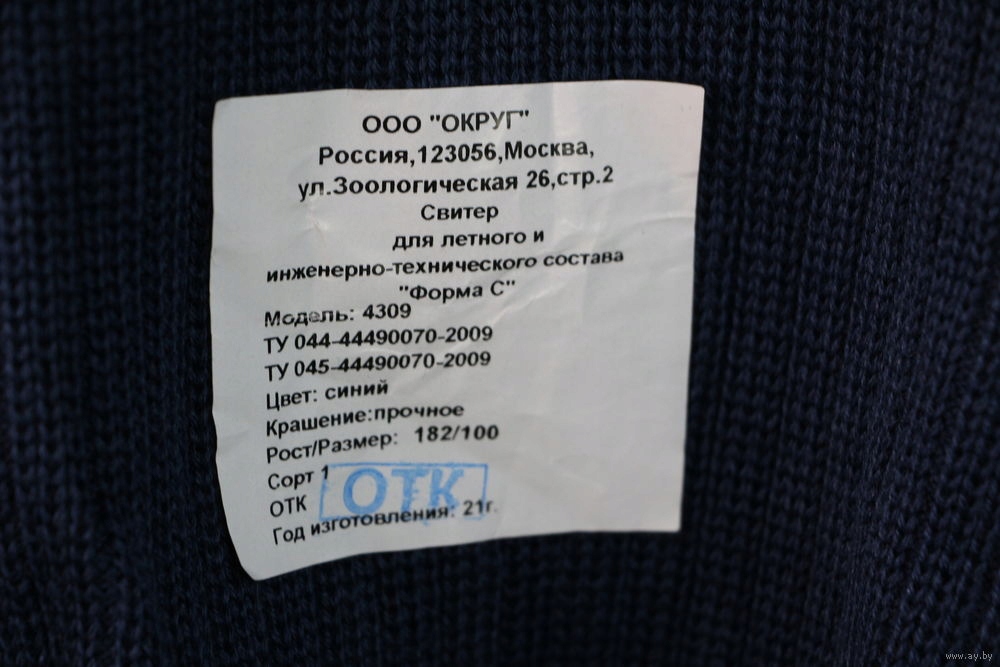 ООО "ОКРУГ"
Россия,123056,Москва,
ул.Зоологическая 26,стр.2
Свитер
для летного и
инженерно-технического состава
"Форма С"
Модель: 4309
ТУ 044-44490070-2009
ТУ 045-44490070-2009
Цвет: синий
Крашение:прочное
Рост/Размер: 182/100
Сорт 1
ОТК
ОТК
Год изготовления: 21г.
www.ay.by